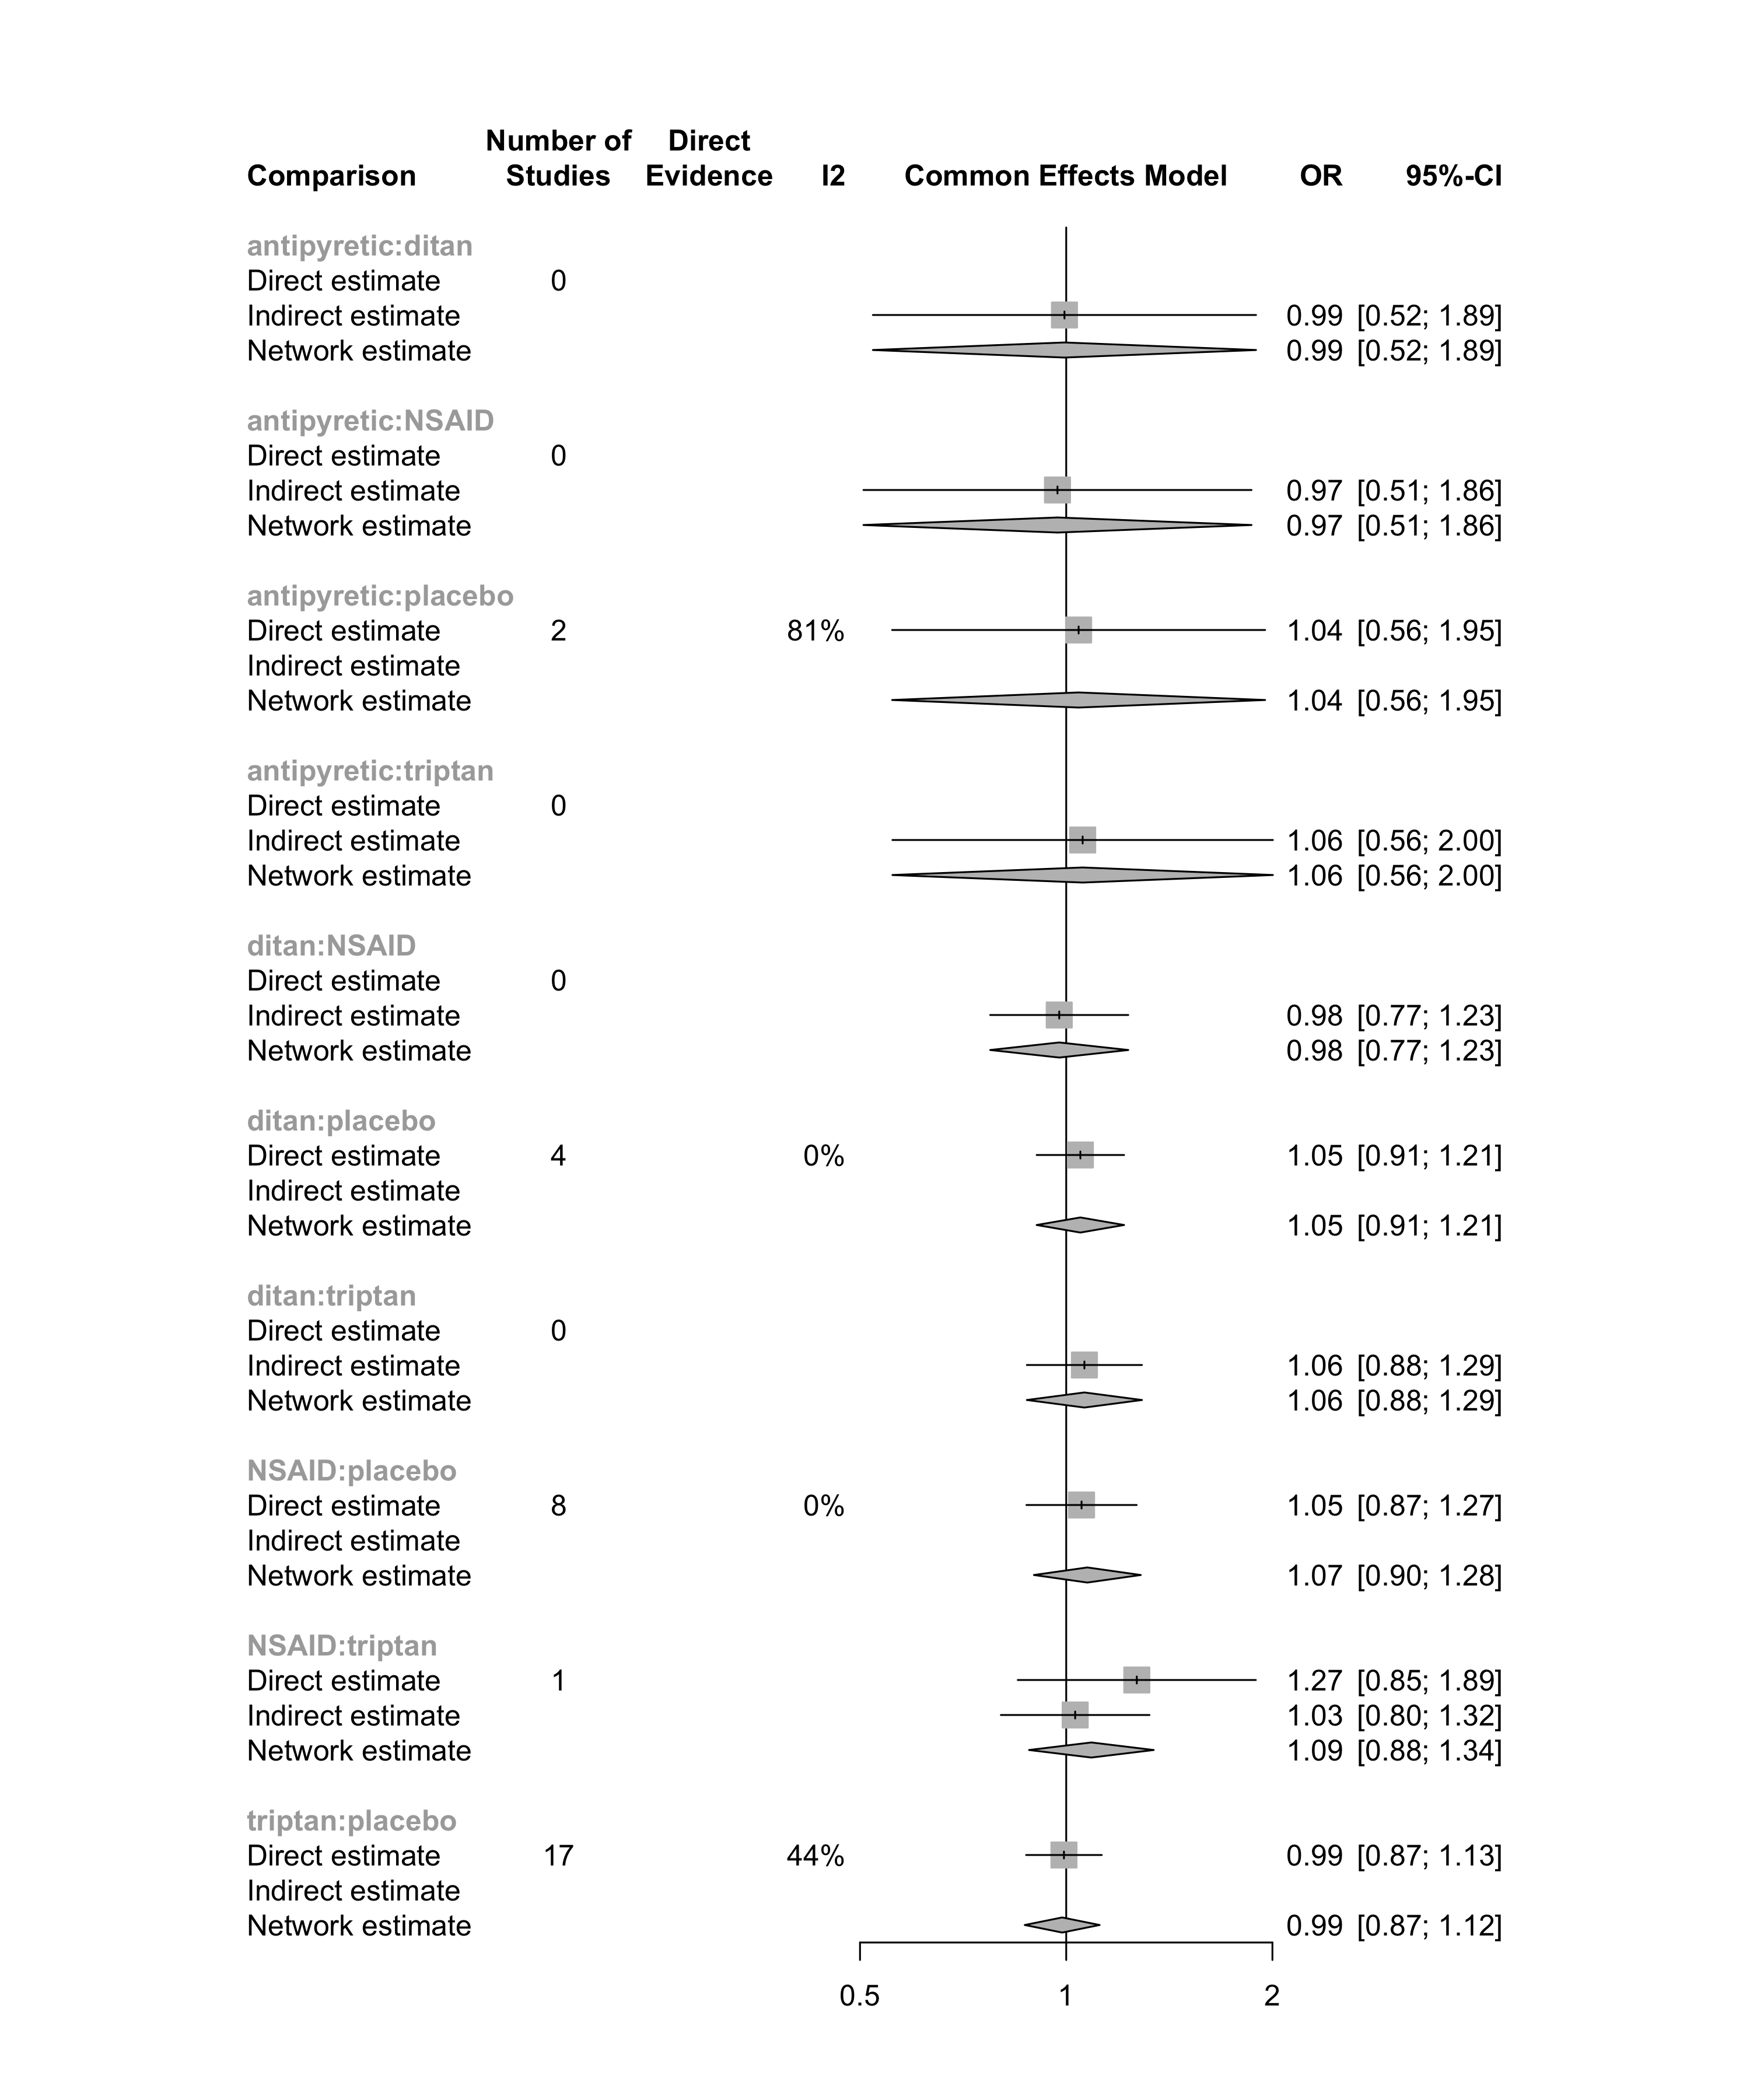 Number of Direct
Comparison Studies Evidence I2 Common Effects Model OR 95%-CI
antipyretic:ditan
Direct estimate 0
Indirect estimate 0.99 [0.52; 1.89]
Network estimate 0.99 [0.52; 1.89]
antipyretic:NSAID
Direct estimate 0
Indirect estimate 0.97 [0.51; 1.86]
Network estimate 0.97 [0.51; 1.86]
antipyretic:placebo
Direct estimate 2 81% 1.04 [0.56; 1.95]
Indirect estimate
Network estimate 1.04 [0.56; 1.95]
antipyretic:triptan
Direct estimate 0
Indirect estimate 1.06 [0.56; 2.00]
Network estimate 1.06 [0.56; 2.00]
ditan:NSAID
Direct estimate 0
Indirect estimate 0.98 [0.77; 1.23]
Network estimate 0.98 [0.77; 1.23]
ditan:placebo
Direct estimate 4 0% 1.05 [0.91; 1.21]
Indirect estimate
Network estimate 1.05 [0.91; 1.21]
ditan:triptan
Direct estimate 0
Indirect estimate 1.06 [0.88; 1.29]
Network estimate 1.06 [0.88; 1.29]
NSAID:placebo
Direct estimate 8 0% 1.05 [0.87; 1.27]
Indirect estimate
Network estimate 1.07 [0.90; 1.28]
NSAID:triptan
Direct estimate 1 1.27 [0.85; 1.89]
Indirect estimate 1.03 [0.80; 1.32]
Network estimate 1.09 [0.88; 1.34]
triptan:placebo
Direct estimate 17 44% 0.99 [0.87; 1.13]
Indirect estimate
Network estimate 0.99 [0.87; 1.12]
0.5 1 2